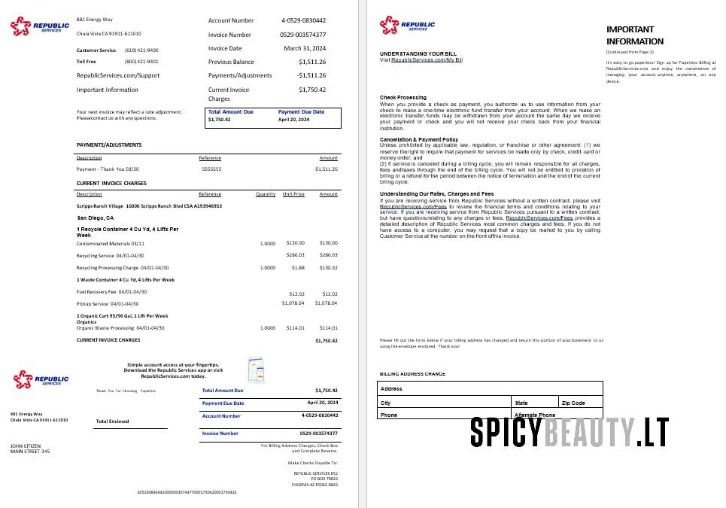 REPUBLIC
SERVICES
881 Energy Way
Chula Vista CA 91911-611E00
Customer Service (619) 421-9400
Toll Free (800) 421-9401
RepublicServices.com/Support
Important Information
Account Number 4-0529-0830442
Invoice Number 0529-003574377
Invoice Date March 31, 2024
Previous Balance $1,511.26
Payments/Adjustments -$1,511.26
Current Invoice Charges $1,750.42
Your next invoice may reflect a rate adjustment.
Please contact us with any questions.
Total Amount Due Payment Due Date
$1,750.42 April 20, 2024
PAYMENTS/ADJUSTMENTS
Description Reference Amount
Payment - Thank You 03/20 5555555 -$1,511.26
CURRENT INVOICE CHARGES
Description Reference Quantity Unit Price Amount
Scripps Ranch Villard 10006 Scripps Ranch Blvd CSA
San Diego, CA
1 Recycle Container 4 Cu Yd, 4 Lifts Per
Week
Contaminated Materials 03/11 1.0000 $130.00 $130.00
Recycling Service 04/01-04/30 $286.03 $286.03
Recycling Processing Charge 04/01-04/30 1.0000 $1.88
1 Waste Container 4 Cu Yd, 4 Lifts Per Week
Fuel Recovery Fee 04/01-04/30 $12.02 $12.02
Pickup Service 04/01-04/30 $1,078.04 $1,078.04
1 Organic Cart 95/96 Gal, 1 Lift Per Week
Organics
Organic Waste Processing 04/01-04/30 1.0000 $114.01 $114.01
CURRENT INVOICE CHARGES $1,750.42
Simple account access at your fingertips.
Download the Republic Services app or visit
RepublicServices.com today.
REPUBLIC
SERVICES
Thank You For Choosing Paperless
Total Amount Due $1,750.42
Payment Due Date April 20, 2024
881 Energy Way
Chula Vista CA 91911-611E00
Total Enclosed
Account Number 4-0529-0830442
Invoice Number 0529-003574377
JOHN CITIZEN
MAIN STREET 345
For Billing Address Changes, Check Box
and Complete Reverse.
Make Checks Payable To:
REPUBLIC SERVICES
PO BOX
PHOENIX AZ
REPUBLIC
SERVICES
UNDERSTANDING YOUR BILL
Visit RepublicServices.com/My Bill
IMPORTANT
INFORMATION
(Continued from Page 1)
It's easy to go paperless! Sign up for Paperless Billing at
RepublicServices.com and enjoy the convenience of
managing your account anytime, anywhere, on any
device.
Check Processing
When you provide a check as payment, you authorize us to use information from your
check to make a one-time electronic fund transfer from your account. When we make an
electronic transfer, funds may be withdrawn from your account the same day we receive
your payment or check and you will not receive your check back from your financial
institution.
Cancellation & Payment Policy
Unless prohibited by applicable law, regulation, or franchise or other agreement: (1) we
reserve the right to require that payment for services be made only by check, credit card or
money order; and
(2) if service is canceled during a billing cycle, you will remain responsible for all charges,
fees and taxes through the end of the billing cycle. You will not be entitled to proration of
billing or a refund for the period between the notice of termination and the end of the current
billing cycle.
Understanding Our Rates, Charges and Fees
If you are receiving service from Republic Services without a written contract, please visit
RepublicServices.com/Fees to review the financial terms and conditions relating to your
service. If you are receiving service from Republic Services pursuant to a written contract,
but have questions relating to any charges or fees, RepublicServices.com/Fees provides a
detailed description of Republic Services most common charges and fees. If you do not
have access to a computer, you may request that a copy be mailed to you by calling
Customer Service at the number on the front of this invoice.
Please fill out the form below if your billing address has changed and return this portion of your statement to us
using the envelope enclosed. Thank you!
BILLING ADDRESS CHANGE
Address
City State Zip Code
Phone Alternate Phone
SPICYBEAUTY.LT